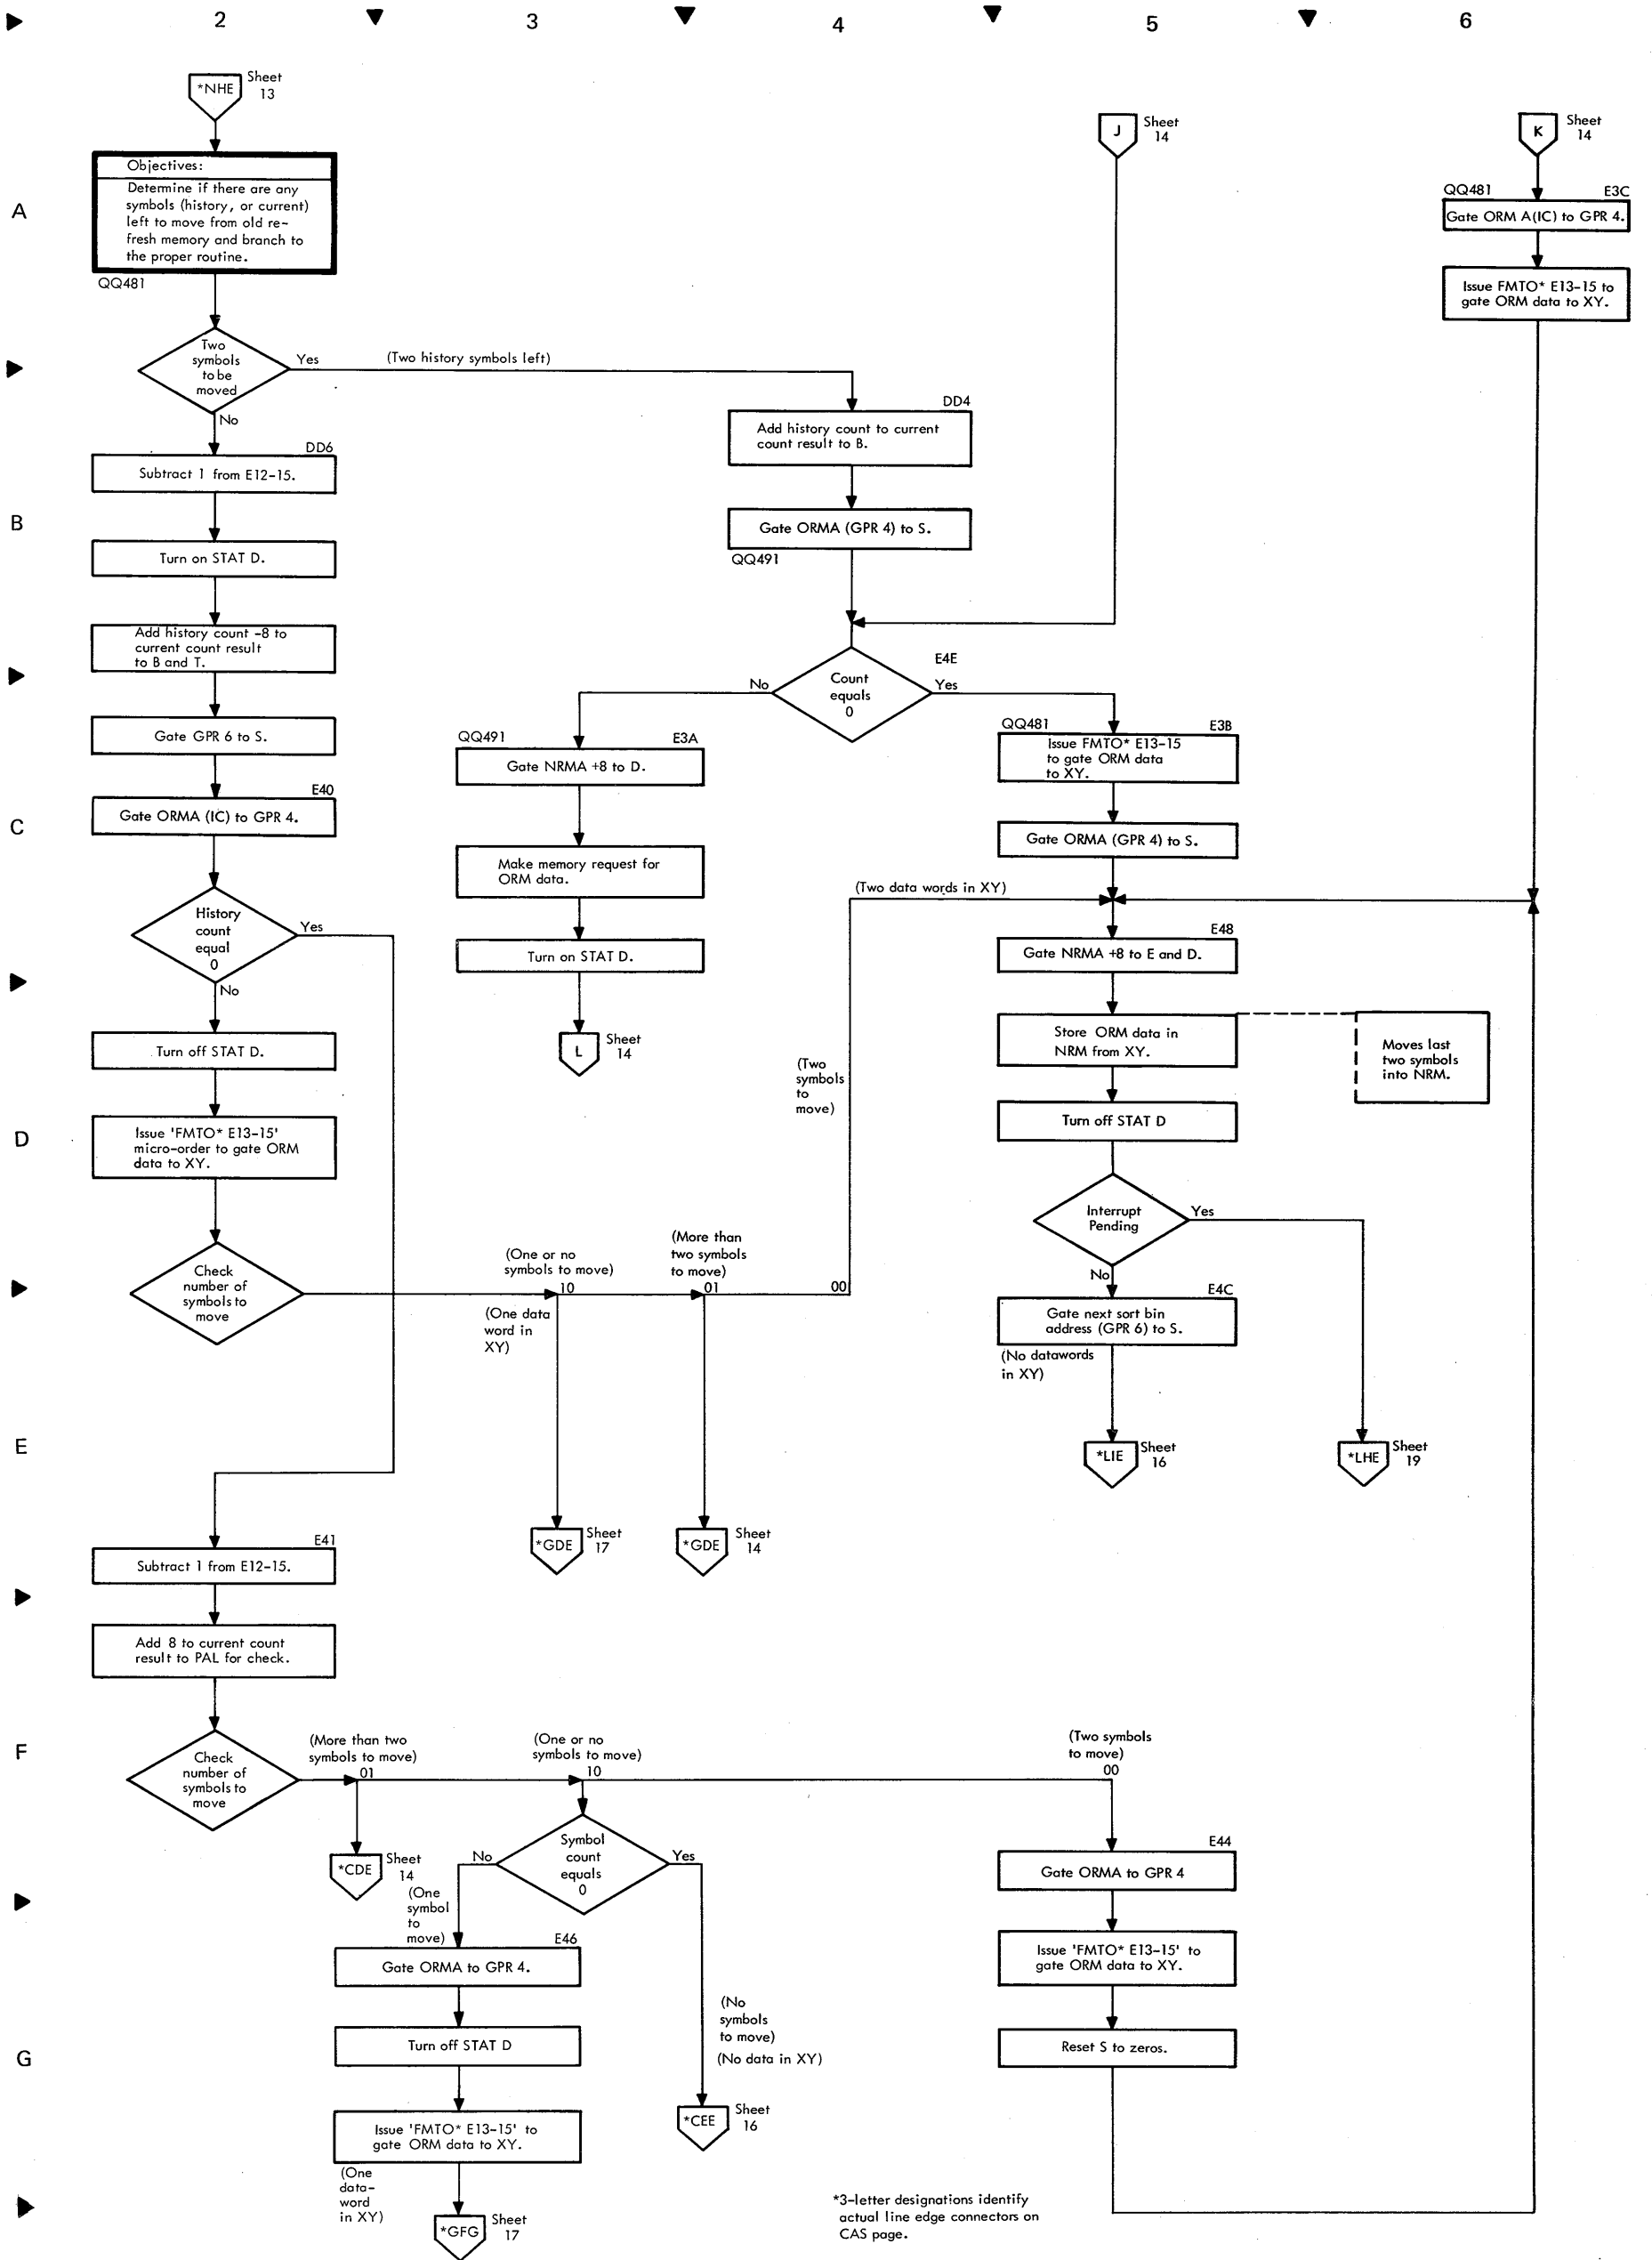 2 3 4 5 6
*NHE
Sheet
13
J
Sheet
14
K
Sheet
14
A
Objectives:
Determine if there are any
symbols (history, or current)
left to move from old re-
fresh memory and branch to
the proper routine.
QQ481
QQ481 E3C
Gate ORM A(IC) to GPR 4.
Issue FMTO* E13-15 to
gate ORM data to XY.
Two
symbols
to be
moved
Yes
(Two history symbols left)
No
DD4
Add history count to current
count result to B.
DD6
Subtract 1 from E12-15.
B
Gate ORMA (GPR 4) to S.
QQ491
Turn on STAT D.
Add history count -8 to
current count result
to B and T.
Gate GPR 6 to S.
E4E
Count
equals
0
No
Yes
QQ491 E3A
Gate NRMA +8 to D.
QQ481 E3B
Issue FMTO* E13-15
to gate ORM data
to XY.
E40
Gate ORMA (IC) to GPR 4.
C
Make memory request for
ORM data.
Gate ORMA (GPR 4) to S.
(Two data words in XY)
History
count
equal
0
Yes
No
Turn on STAT D.
E48
Gate NRMA +8 to E and D.
L
Sheet
14
Turn off STAT D.
Store ORM data in
NRM from XY.
Moves last
two symbols
into NRM.
(Two
symbols
to
move)
D
Issue 'FMTO* E13-15'
micro-order to gate ORM
data to XY.
Turn off STAT D
Interrupt
Pending
Yes
No
Check
number of
symbols to
move
(One or no
symbols to move)
10
(One data
word in
XY)
(More than
two symbols
to move)
01
00
E4C
Gate next sort bin
address (GPR 6) to S.
(No datawords
in XY)
E
*LIE
Sheet
16
*LHE
Sheet
19
*GDE
Sheet
17
*GDE
Sheet
14
E41
Subtract 1 from E12-15.
Add 8 to current count
result to PAL for check.
F
Check
number of
symbols to
move
(More than two
symbols to move)
01
(One or no
symbols to move)
10
(Two symbols
to move)
00
*CDE
Sheet
14
Symbol
count
equals
0
No
Yes
(One
symbol
to
move)
E44
Gate ORMA to GPR 4
E46
Gate ORMA to GPR 4.
Issue 'FMTO* E13-15' to
gate ORM data to XY.
(No
symbols
to move)
(No data in XY)
G
Turn off STAT D
Reset S to zeros.
*CEE
Sheet
16
Issue 'FMTO* E13-15' to
gate ORM data to XY.
(One
data-
word
in XY)
*GFG
Sheet
17
*3-letter designations identify
actual line edge connectors on
CAS page.